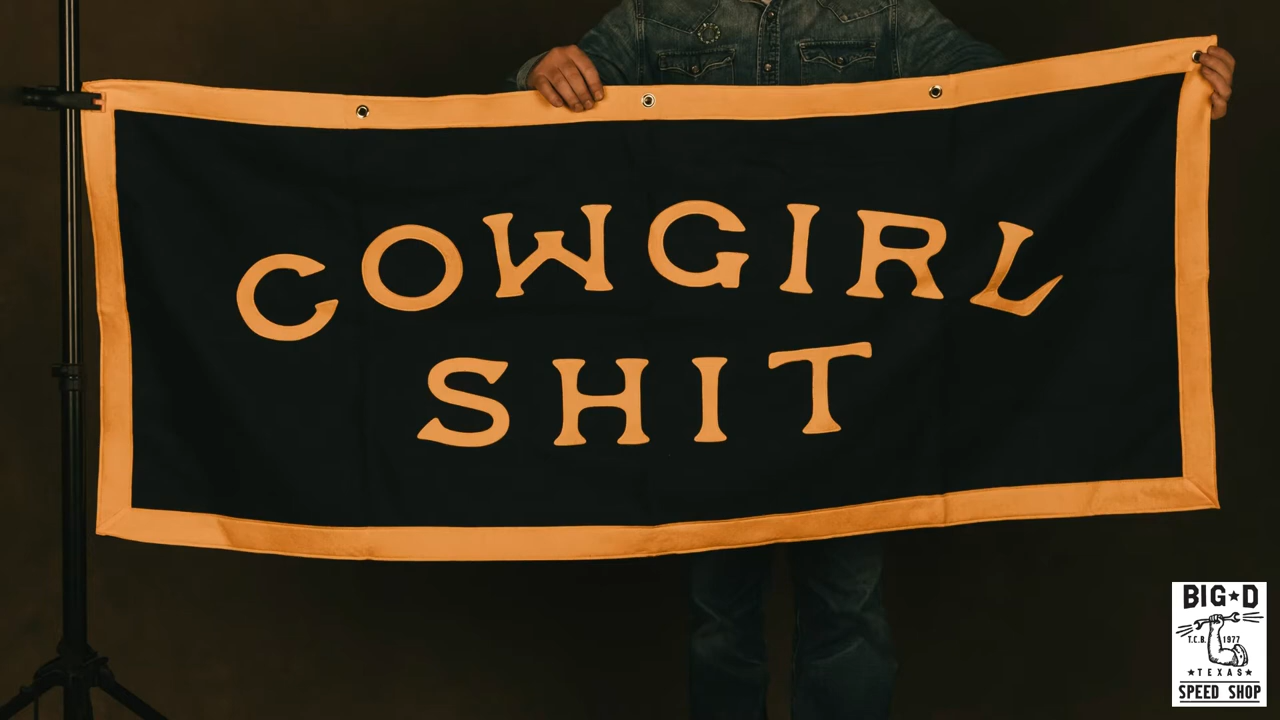 COWGIRL
SHIT
BIG★D
T.C.B. 1977
★TEXAS★
SPEED SHOP